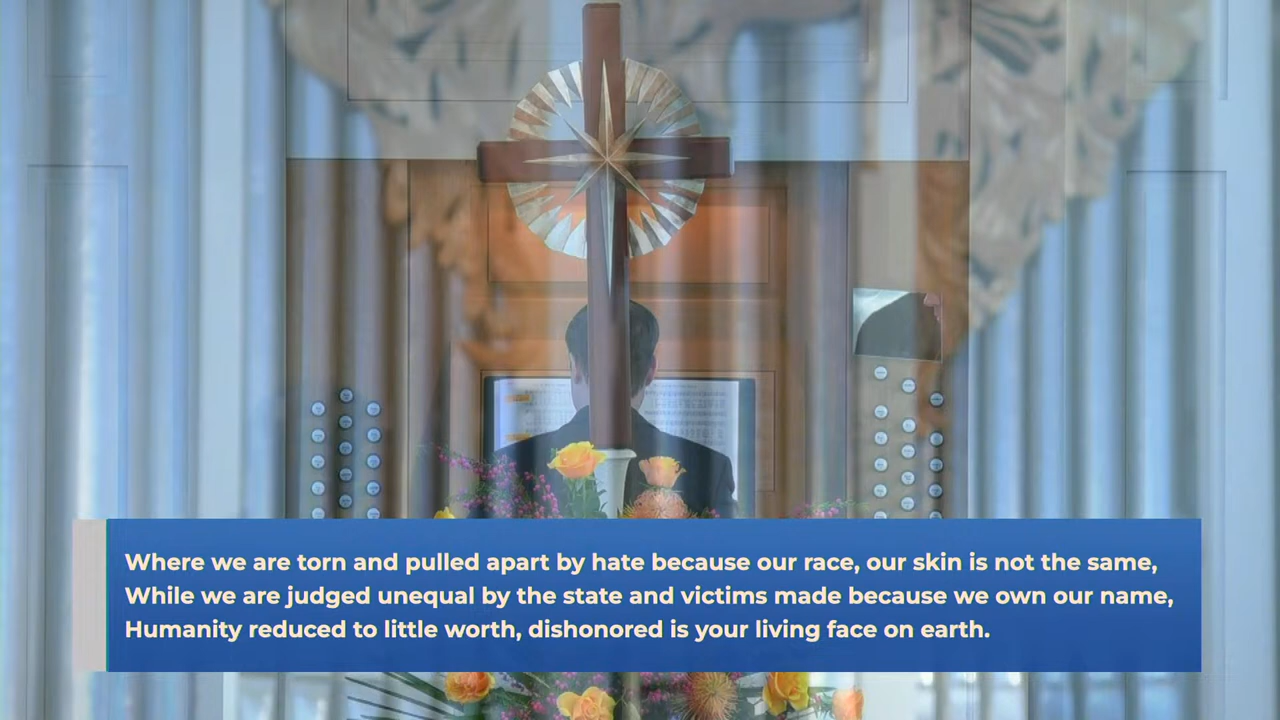 Where we are torn and pulled apart by hate because our race, our skin is not the same,
While we are judged unequal by the state and victims made because we own our name,
Humanity reduced to little worth, dishonored is your living face on earth.